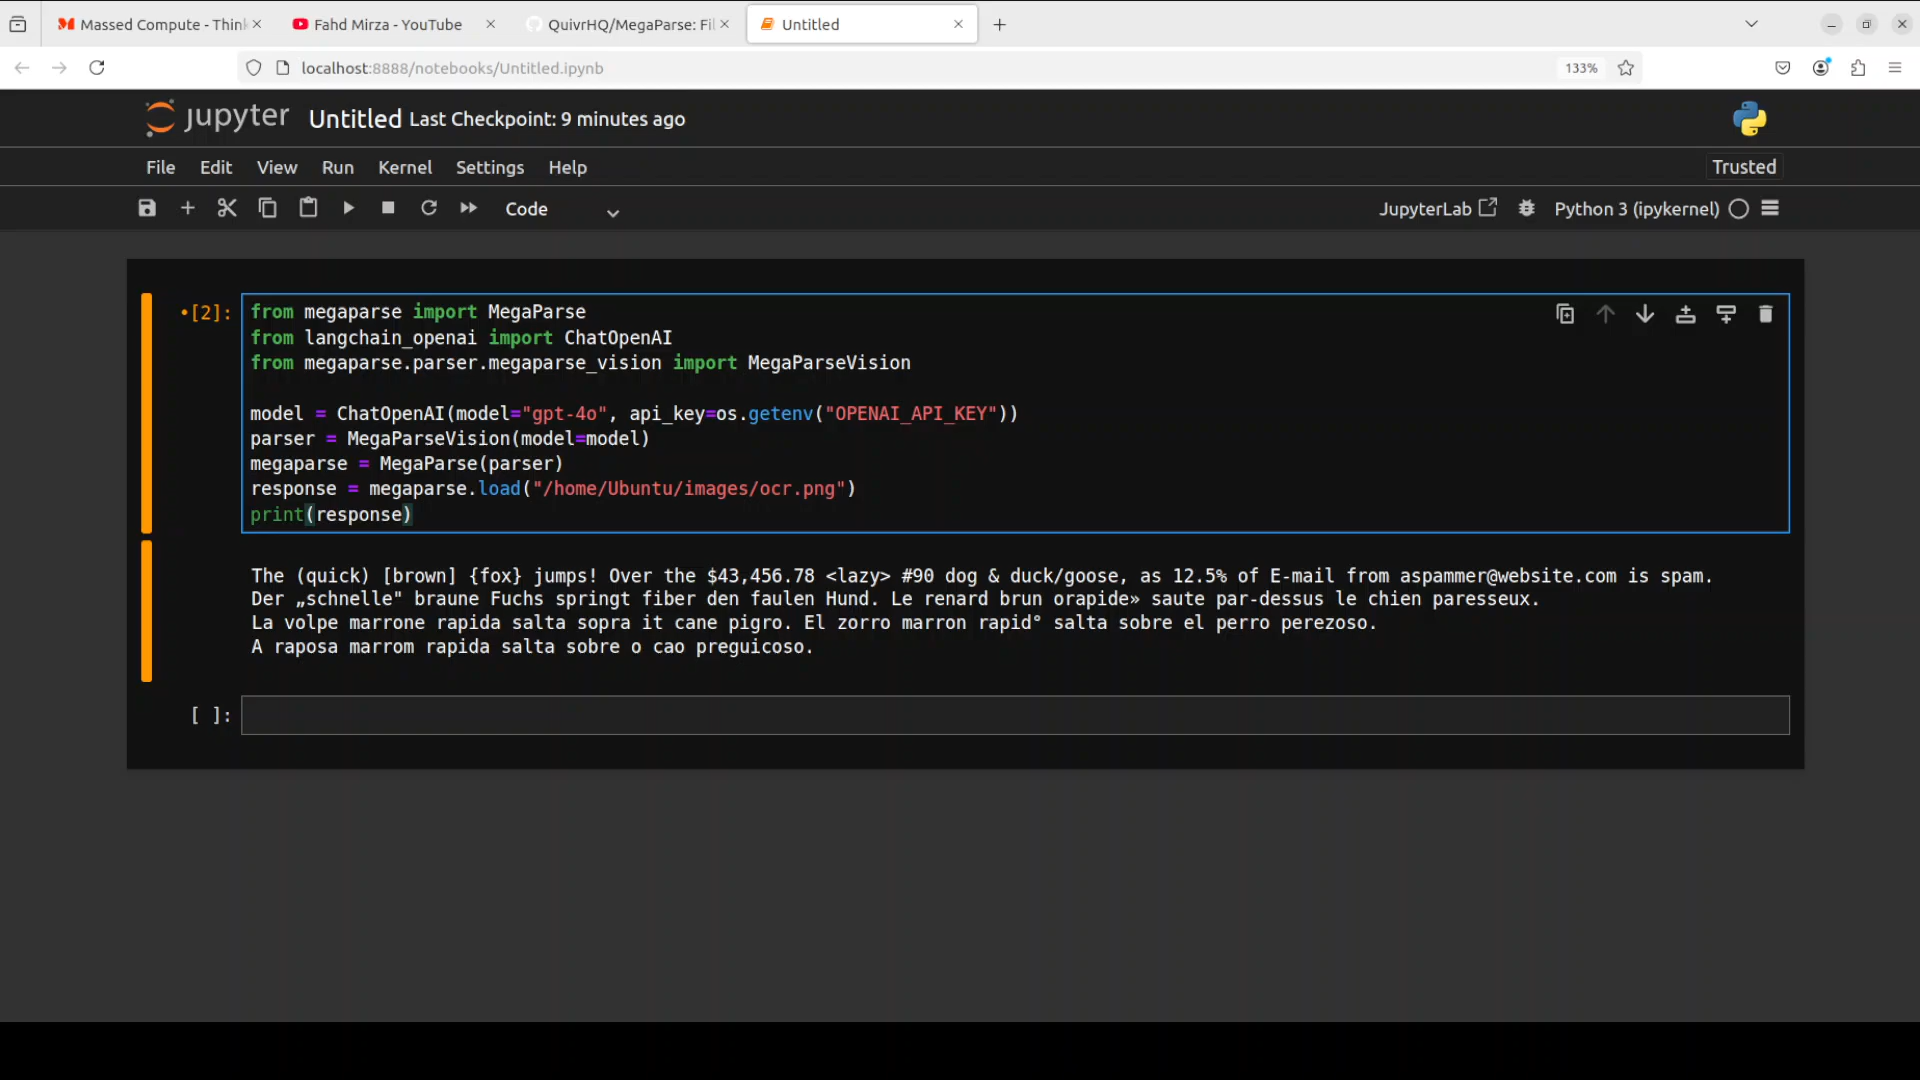 Massed Compute - Think
Fahd Mirza - YouTube
QuivrHQ/MegaParse: Fil
Untitled
localhost:8888/notebooks/Untitled.ipynb
133%
jupyter Untitled Last Checkpoint: 9 minutes ago
File Edit View Run Kernel Settings Help
Trusted
Code
JupyterLab
Python 3 (ipykernel)
•[2]:
from megaparse import MegaParse
from langchain_openai import ChatOpenAI
from megaparse.parser.megaparse_vision import MegaParseVision
model = ChatOpenAI(model="gpt-4o", api_key=os.getenv("OPENAI_API_KEY"))
parser = MegaParseVision(model=model)
megaparse = MegaParse(parser)
response = megaparse.load("/home/Ubuntu/images/ocr.png")
print(response)
The (quick) [brown] {fox} jumps! Over the $43,456.78 <lazy> #90 dog & duck/goose, as 12.5% of E-mail from aspammer@website.com is spam.
Der „schnelle" braune Fuchs springt fiber den faulen Hund. Le renard brun orapide» saute par-dessus le chien paresseux.
La volpe marrone rapida salta sopra it cane pigro. El zorro marron rapid° salta sobre el perro perezoso.
A raposa marrom rapida salta sobre o cao preguicoso.
[ ]: